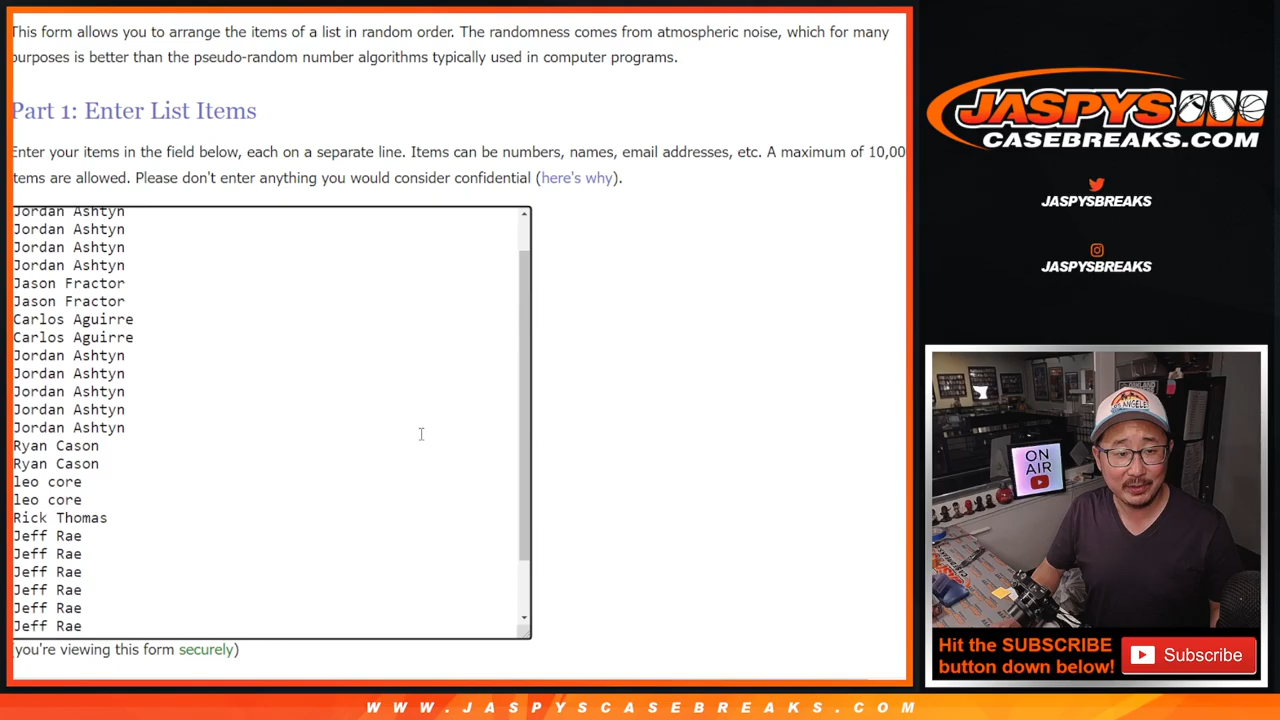 This form allows you to arrange the items of a list in random order. The randomness comes from atmospheric noise, which for many
purposes is better than the pseudo-random number algorithms typically used in computer programs.
Part 1: Enter List Items
Enter your items in the field below, each on a separate line. Items can be numbers, names, email addresses, etc. A maximum of 10,00
items are allowed. Please don't enter anything you would consider confidential (here's why).
Jordan Ashtyn
Jordan Ashtyn
Jordan Ashtyn
Jordan Ashtyn
Jason Fractor
Jason Fractor
Carlos Aguirre
Carlos Aguirre
Jordan Ashtyn
Jordan Ashtyn
Jordan Ashtyn
Jordan Ashtyn
Jordan Ashtyn
Ryan Cason
Ryan Cason
leo core
leo core
Rick Thomas
Jeff Rae
Jeff Rae
Jeff Rae
Jeff Rae
Jeff Rae
Jeff Rae
(you're viewing this form securely)
JASPYS
CASEBREAKS.COM
JASPYSBREAKS
JASPYSBREAKS
ON
AIR
Hit the SUBSCRIBE
button down below!
Subscribe
WWW.JASPYSCASEBREAKS.COM